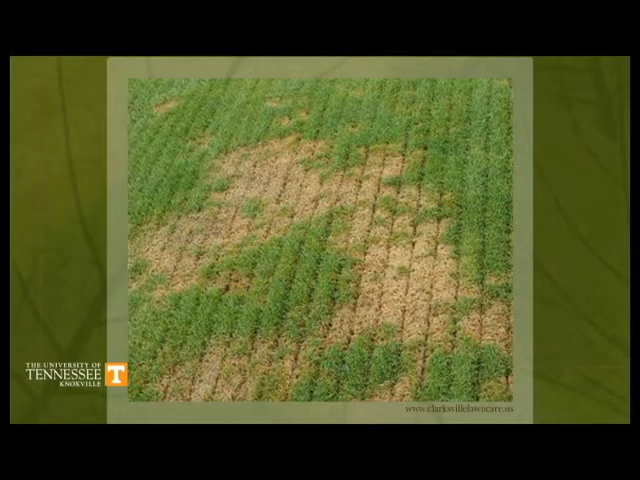 THE UNIVERSITY OF
TENNESSEE
KNOXVILLE
T
www.clarksvillelawncare.us